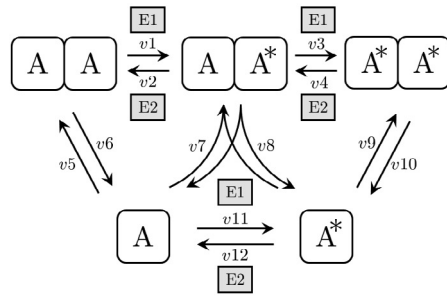 E1 E1
v1 v3
A A A A* A* A*
v2 v4
E2 E2
v6 v7 v8 v9
v5 v10
E1
v11
A A*
v12
E2